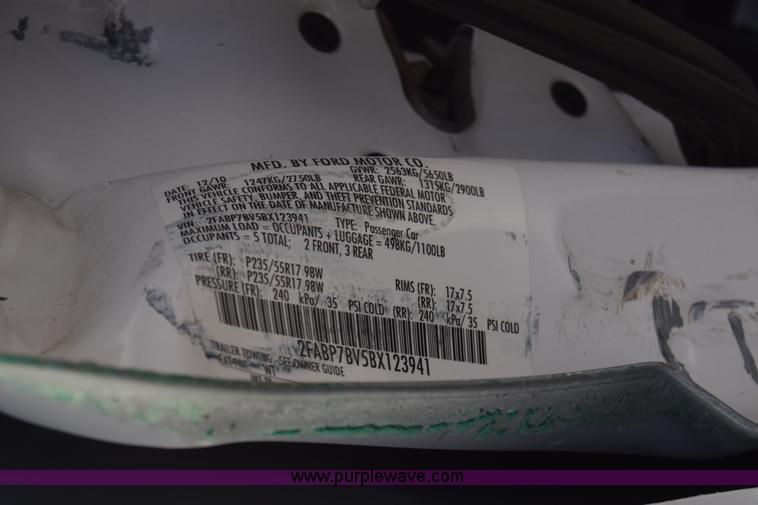 MFD. BY FORD MOTOR CO.
DATE: 12/10 GVWR: 2563KG/5650LB
FRONT GAWR: 1247KG/2750LB REAR GAWR: 1315KG/2900LB
THIS VEHICLE CONFORMS TO ALL APPLICABLE FEDERAL MOTOR
VEHICLE SAFETY, BUMPER, AND THEFT PREVENTION STANDARDS
IN EFFECT ON THE DATE OF MANUFACTURE SHOWN ABOVE.
VIN: 2FABP7BV5BX123941 TYPE: Passenger Car
MAXIMUM LOAD = OCCUPANTS + LUGGAGE = 498KG/1100LB
OCCUPANTS = 5 TOTAL; 2 FRONT, 3 REAR
TIRE (FR): P235/55R17 98W RIMS (FR): 17x7.5
(RR): P235/55R17 98W (RR): 17x7.5
PRESSURE (FR): 240 kPa/ 35 PSI COLD (RR): 240 kPa/ 35 PSI COLD
2FABP7BV5BX123941
TRAILER TOWING - SEE OWNER GUIDE
EXT PNT: WT
www.purplewave.com